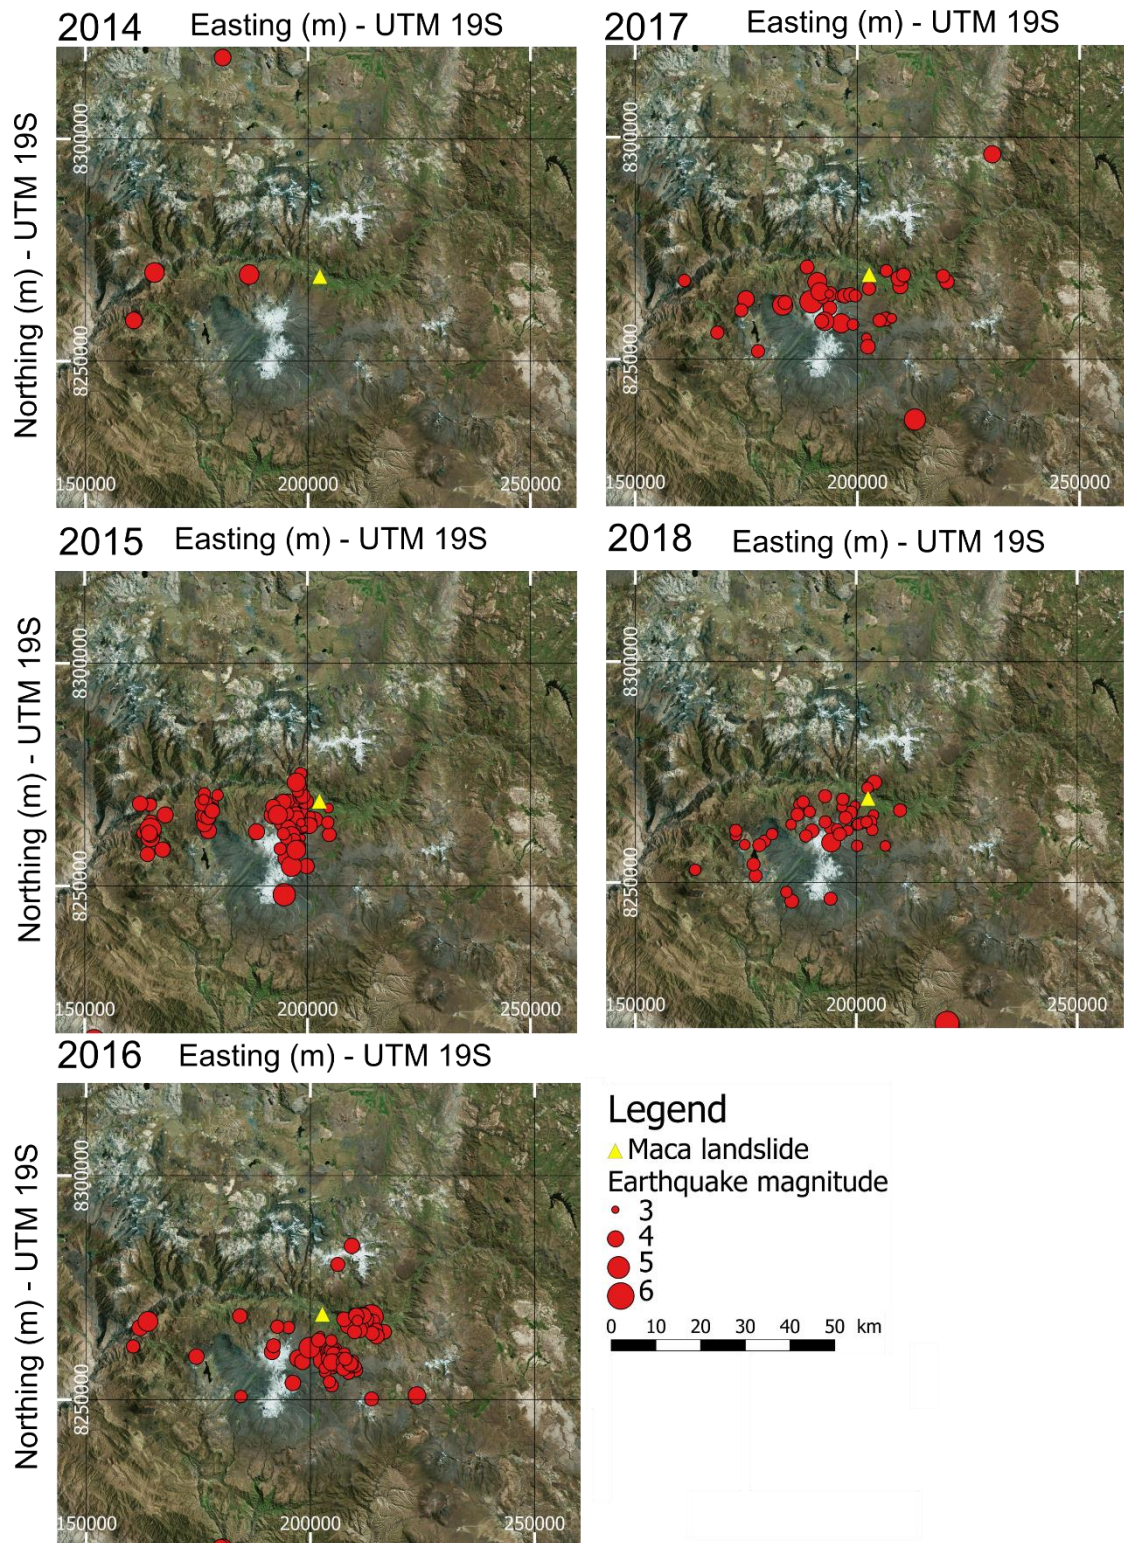 2014 Easting (m) - UTM 19S
Northing (m) - UTM 19S
8300000
8250000
150000 200000 250000
2017 Easting (m) - UTM 19S
8300000
8250000
150000 200000 250000
2015 Easting (m) - UTM 19S
Northing (m) - UTM 19S
8300000
8250000
150000 200000 250000
2018 Easting (m) - UTM 19S
8300000
8250000
150000 200000 250000
2016 Easting (m) - UTM 19S
Northing (m) - UTM 19S
8300000
8250000
150000 200000 250000
Legend
Maca landslide
Earthquake magnitude
3
4
5
6
0 10 20 30 40 50 km